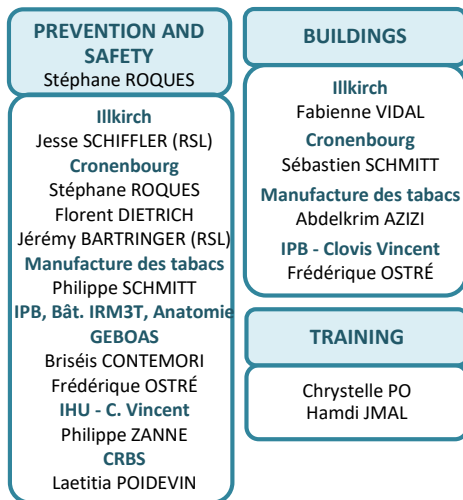 PREVENTION AND
SAFETY
Stéphane ROQUES
Illkirch
Jesse SCHIFFLER (RSL)
Cronenbourg
Stéphane ROQUES
Florent DIETRICH
Jérémy BARTRINGER (RSL)
Manufacture des tabacs
Philippe SCHMITT
IPB, Bât. IRM3T, Anatomie
GEBOAS
Briséis CONTEMORI
Frédérique OSTRÉ
IHU - C. Vincent
Philippe ZANNE
CRBS
Laetitia POIDEVIN
BUILDINGS
Illkirch
Fabienne VIDAL
Cronenbourg
Sébastien SCHMITT
Manufacture des tabacs
Abdelkrim AZIZI
IPB - Clovis Vincent
Frédérique OSTRÉ
TRAINING
Chrystelle PO
Hamdi JMAL